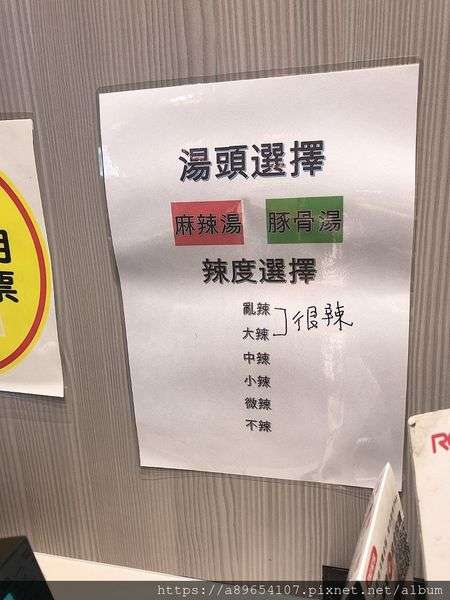 湯頭選擇
麻辣湯 豚骨湯
辣度選擇
亂辣
大辣
很辣
中辣
小辣
微辣
不辣
票
https://a89654107.pixnet.net/album